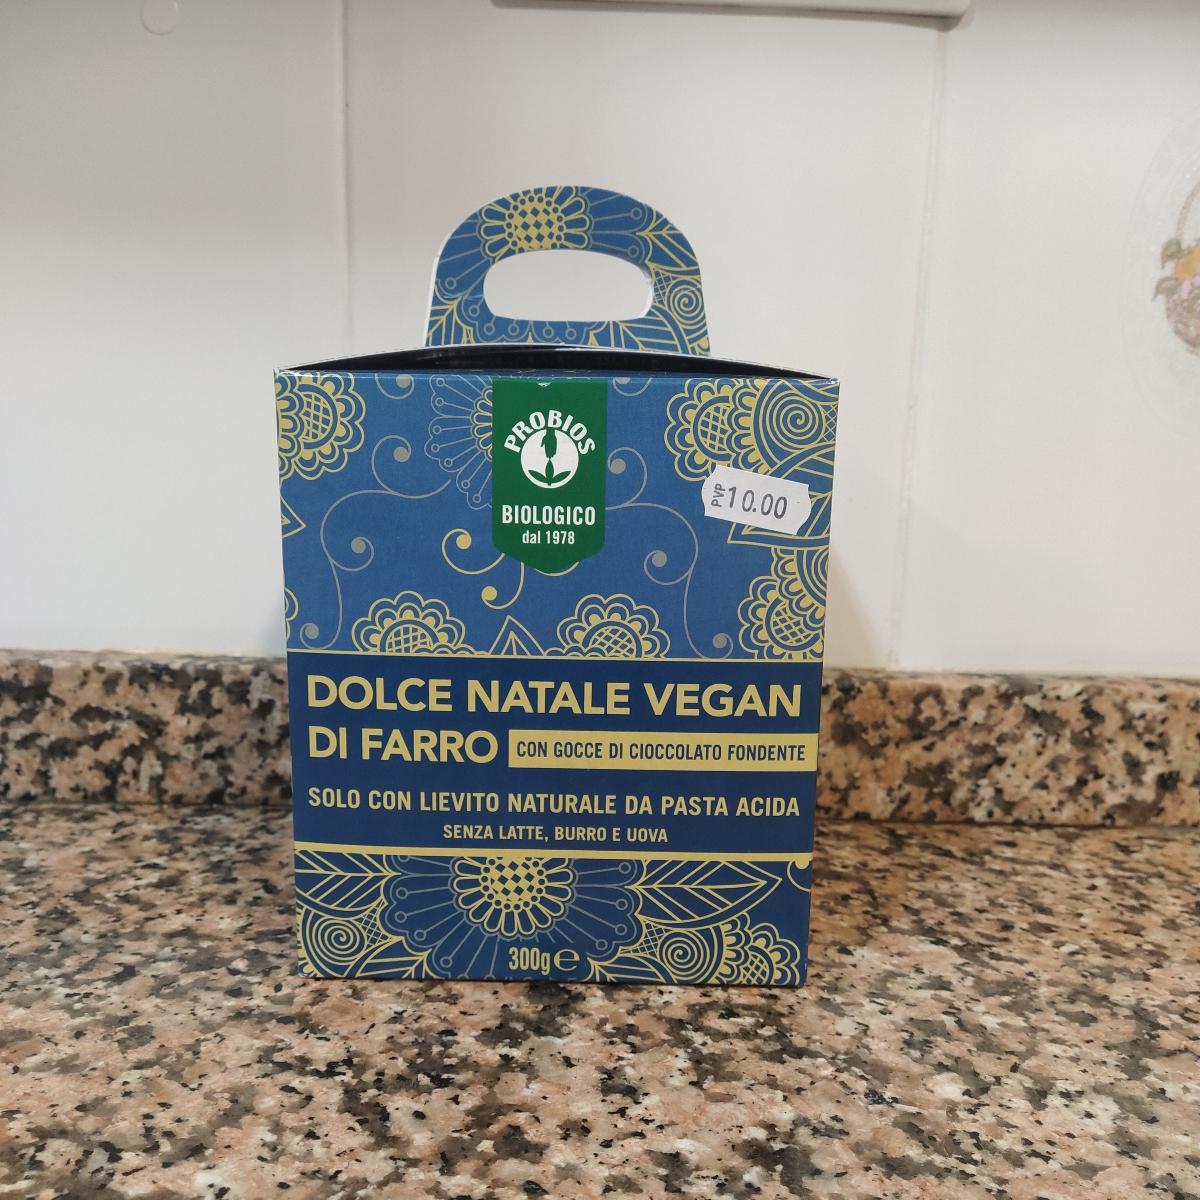 PROBIOS
BIOLOGICO
dal 1978
PVP 10.00
DOLCE NATALE VEGAN
DI FARRO CON GOCCE DI CIOCCOLATO FONDENTE
SOLO CON LIEVITO NATURALE DA PASTA ACIDA
SENZA LATTE, BURRO E UOVA
300g ℮